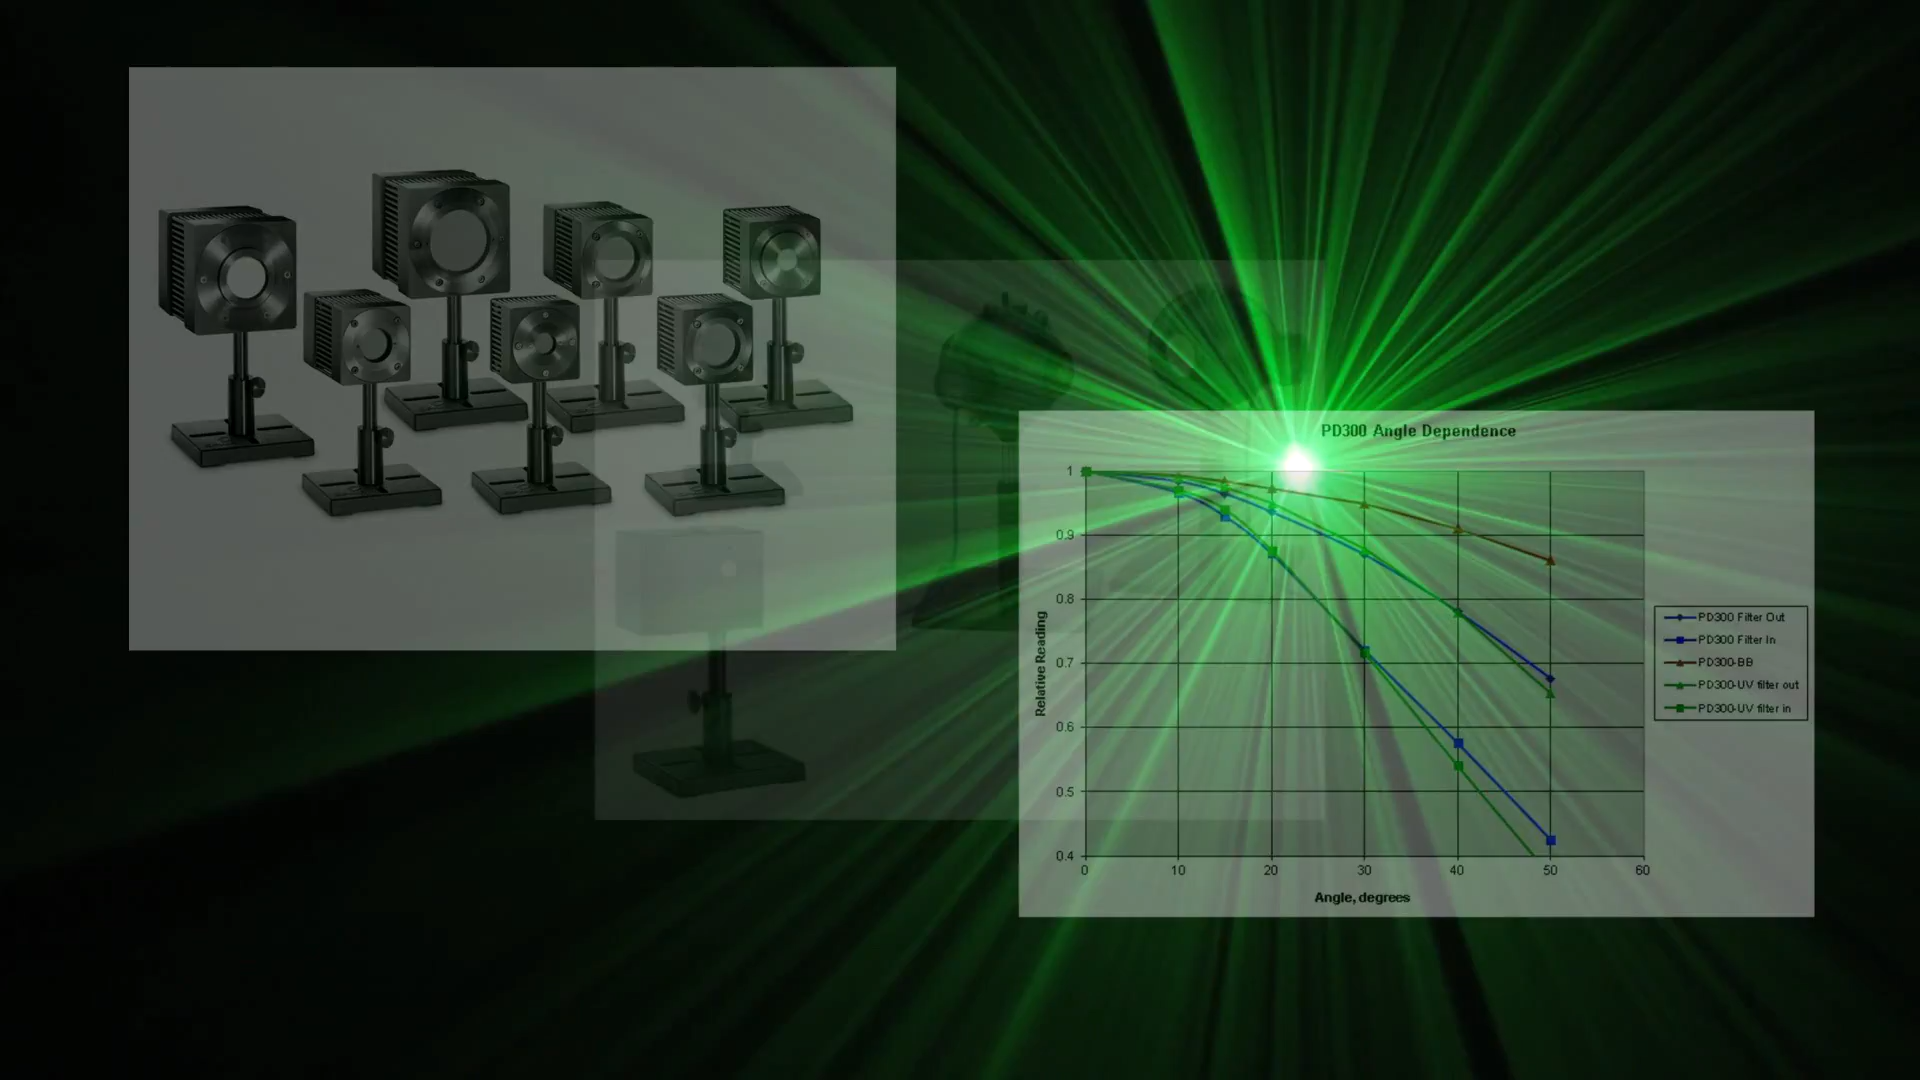 PD300 Angle Dependence
1
0.9
0.8
0.7
0.6
0.5
0.4
Relative Reading
0 10 20 30 40 50 60
Angle, degrees
PD300 Filter Out
PD300 Filter In
PD300-BB
PD300-UV filter out
PD300-UV filter in